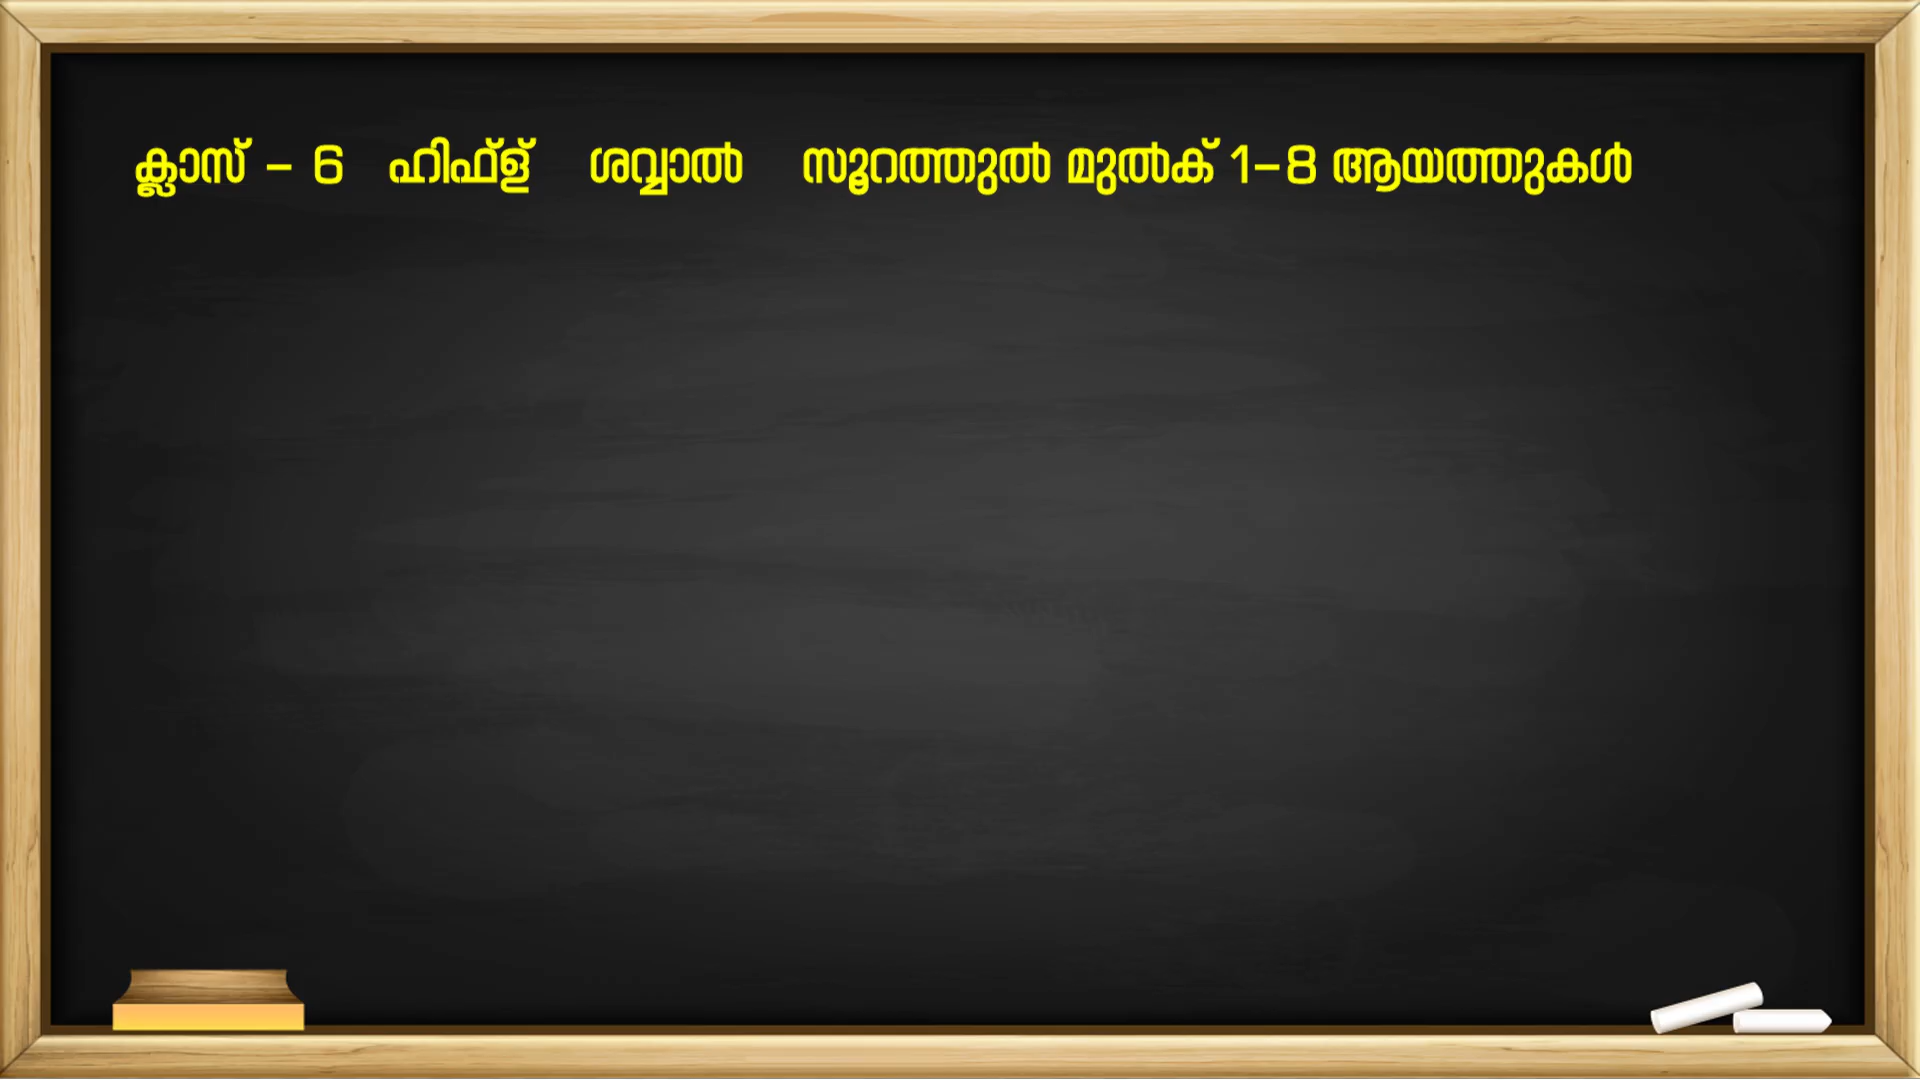 ക്ലാസ് - 6 ഹിഫ്ള് ശവ്വാൽ സൂറത്തുൽ മുൽക് 1-8 ആയത്തുകൾ